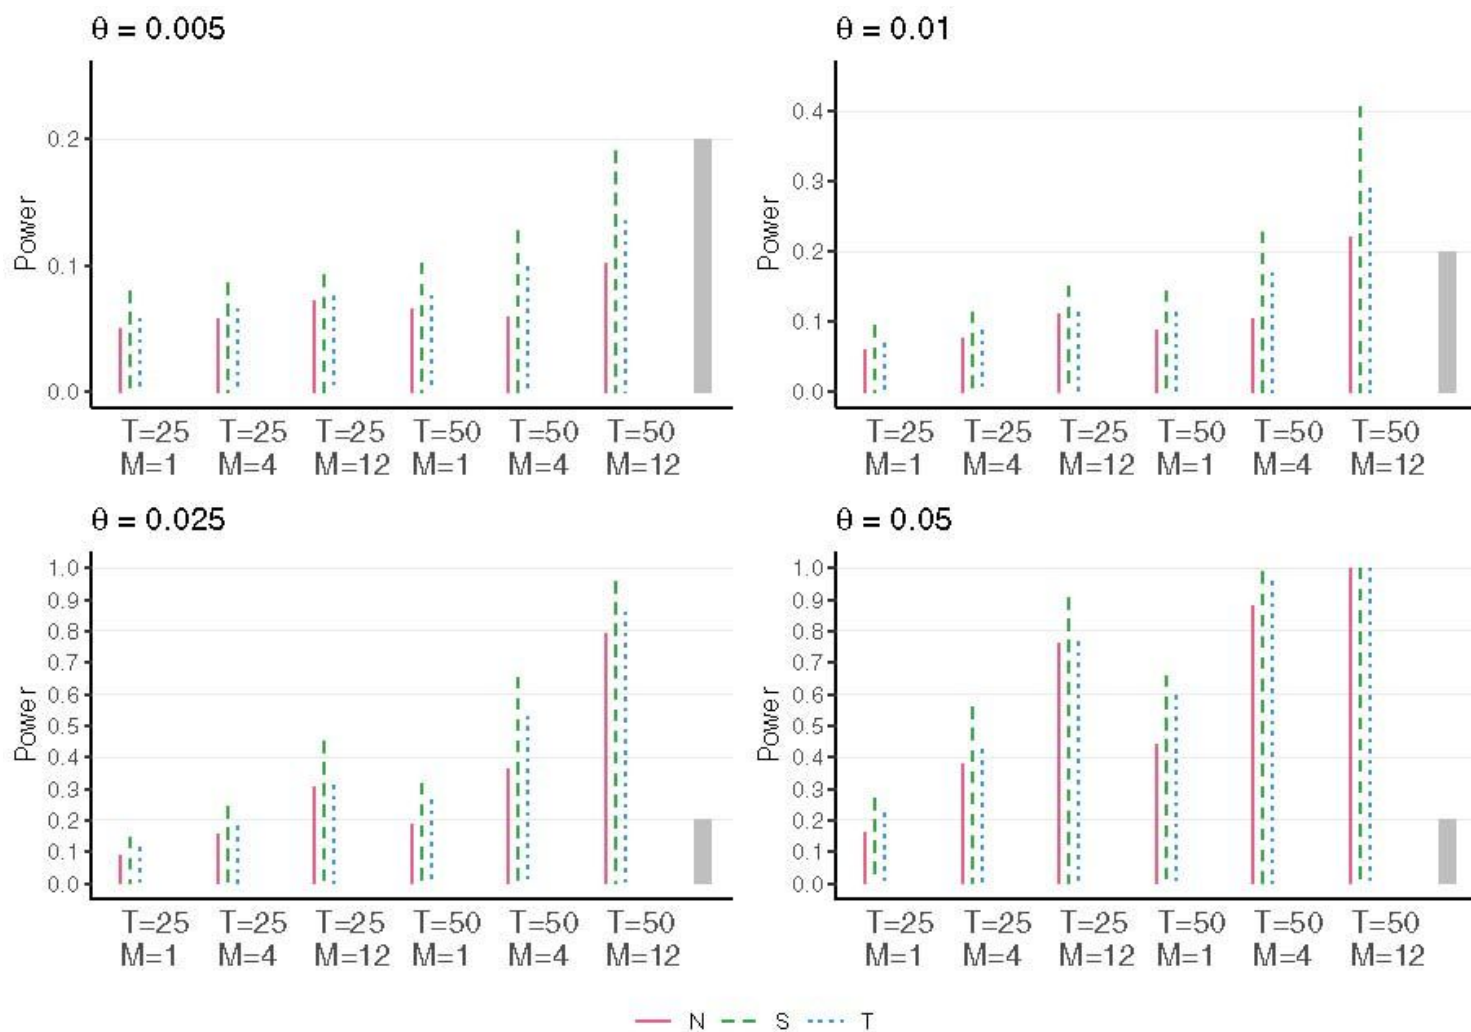 θ = 0.005
Power
0.2
0.1
0.0
T=25 T=25 T=25 T=50 T=50 T=50
M=1 M=4 M=12 M=1 M=4 M=12
θ = 0.01
Power
0.4
0.3
0.2
0.1
0.0
T=25 T=25 T=25 T=50 T=50 T=50
M=1 M=4 M=12 M=1 M=4 M=12
θ = 0.025
Power
1.0
0.9
0.8
0.7
0.6
0.5
0.4
0.3
0.2
0.1
0.0
T=25 T=25 T=25 T=50 T=50 T=50
M=1 M=4 M=12 M=1 M=4 M=12
θ = 0.05
Power
1.0
0.9
0.8
0.7
0.6
0.5
0.4
0.3
0.2
0.1
0.0
T=25 T=25 T=25 T=50 T=50 T=50
M=1 M=4 M=12 M=1 M=4 M=12
N S T